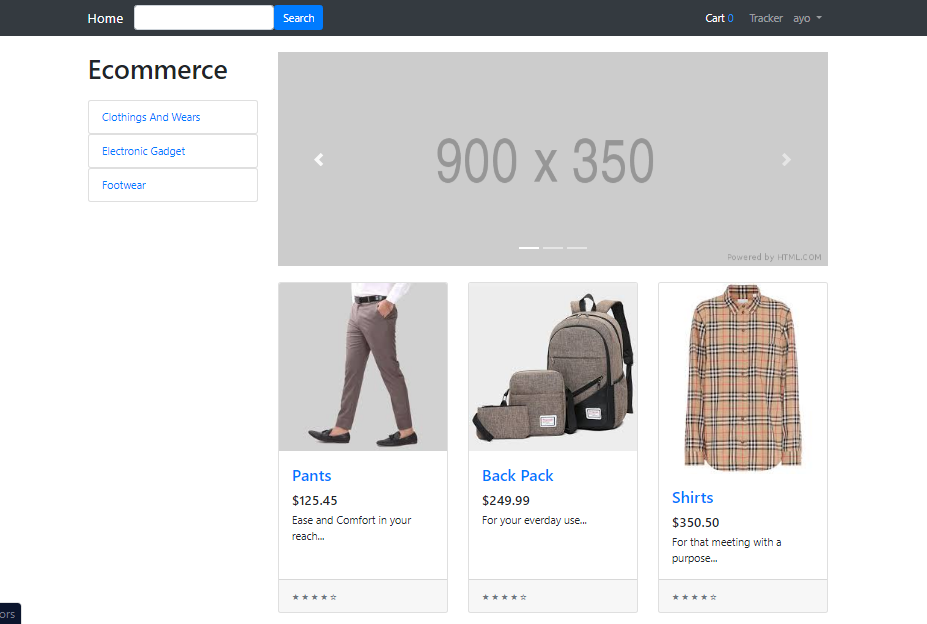 Home Search Cart 0 Tracker ayo
Ecommerce
Clothings And Wears
Electronic Gadget
Footwear
900 x 350
Powered by HTML.COM
Pants
$125.45
Ease and Comfort in your
reach...
★ ★ ★ ★ ☆
Back Pack
$249.99
For your everday use...
★ ★ ★ ★ ☆
Shirts
$350.50
For that meeting with a
purpose...
★ ★ ★ ★ ☆
ors